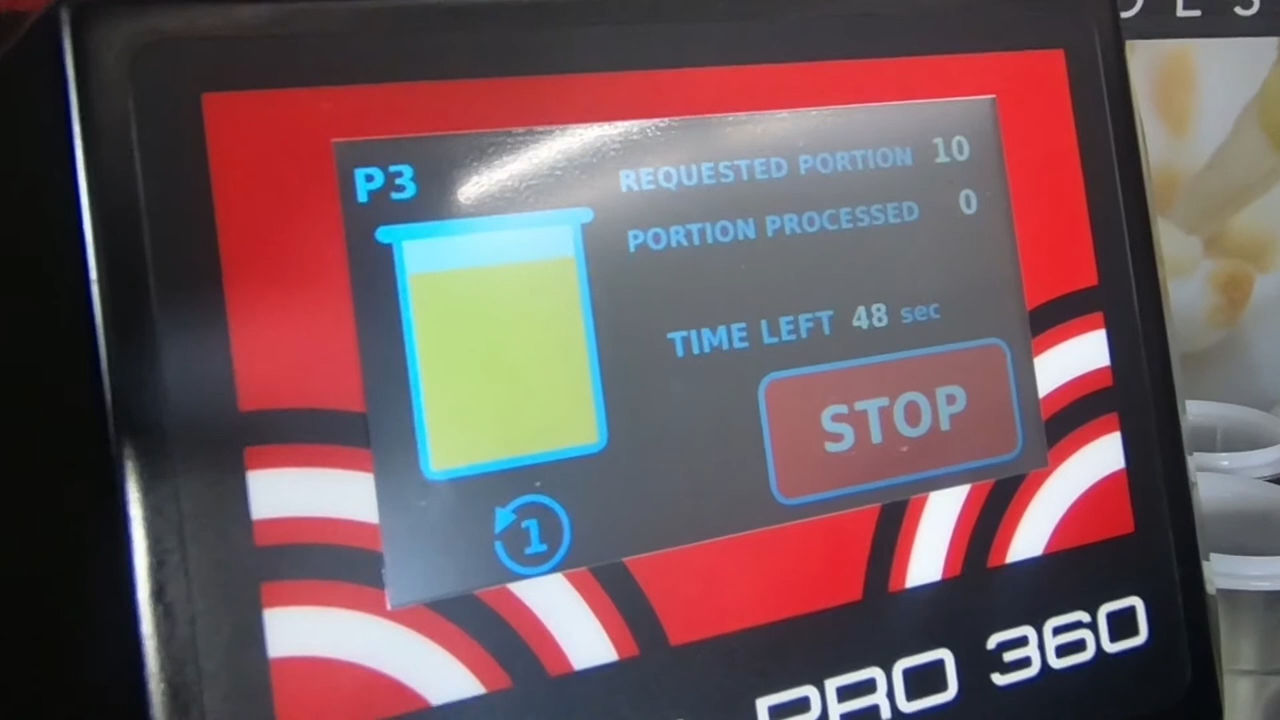 P3
REQUESTED PORTION 10
PORTION PROCESSED 0
TIME LEFT 48 sec
STOP
1
PRO 360